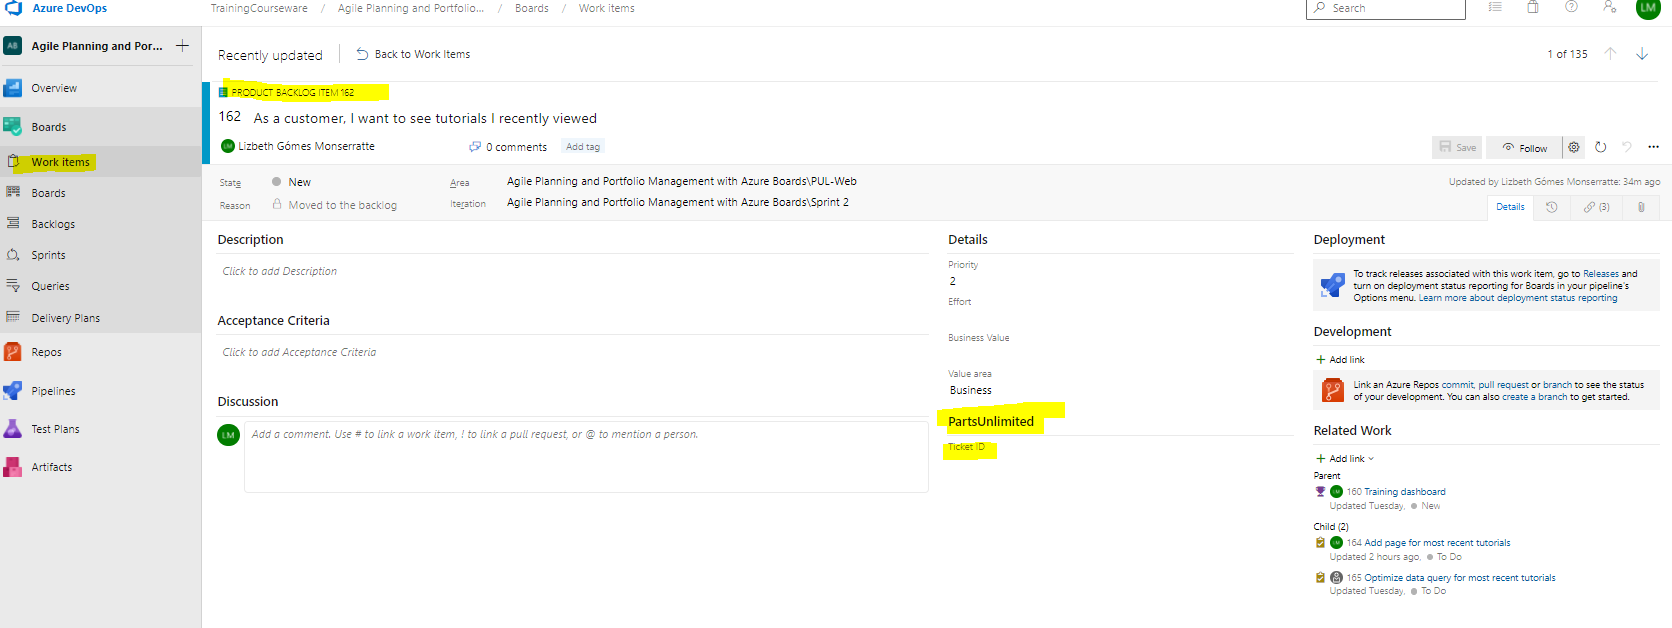 Azure DevOps
TrainingCourseware / Agile Planning and Portfolio... / Boards / Work items
Search
LM
AB Agile Planning and Por...
Overview
Boards
Work items
Boards
Backlogs
Sprints
Queries
Delivery Plans
Repos
Pipelines
Test Plans
Artifacts
Recently updated
Back to Work Items
1 of 135
PRODUCT BACKLOG ITEM 162
162 As a customer, I want to see tutorials I recently viewed
LM Lizbeth Gómes Monserratte
0 comments
Add tag
Save
Follow
State New
Area Agile Planning and Portfolio Management with Azure Boards\PUL-Web
Updated by Lizbeth Gómes Monserratte: 34m ago
Reason Moved to the backlog
Iteration Agile Planning and Portfolio Management with Azure Boards\Sprint 2
Details
(3)
Description
Click to add Description
Acceptance Criteria
Click to add Acceptance Criteria
Discussion
LM
Add a comment. Use # to link a work item, ! to link a pull request, or @ to mention a person.
Details
Priority
2
Effort
Business Value
Value area
Business
PartsUnlimited
Ticket ID
Deployment
To track releases associated with this work item, go to Releases and
turn on deployment status reporting for Boards in your pipeline's
Options menu. Learn more about deployment status reporting
Development
+ Add link
Link an Azure Repos commit, pull request or branch to see the status
of your development. You can also create a branch to get started.
Related Work
+ Add link
Parent
LM 160 Training dashboard
Updated Tuesday, New
Child (2)
LM 164 Add page for most recent tutorials
Updated 2 hours ago, To Do
165 Optimize data query for most recent tutorials
Updated Tuesday, To Do